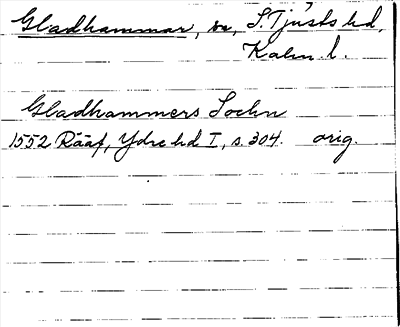 Gladhammar, sn, S. Tjusts hd,
Kalm. l.
Gladhammers Sochn
1552 Rääf, Ydre hd I, s. 304. orig.